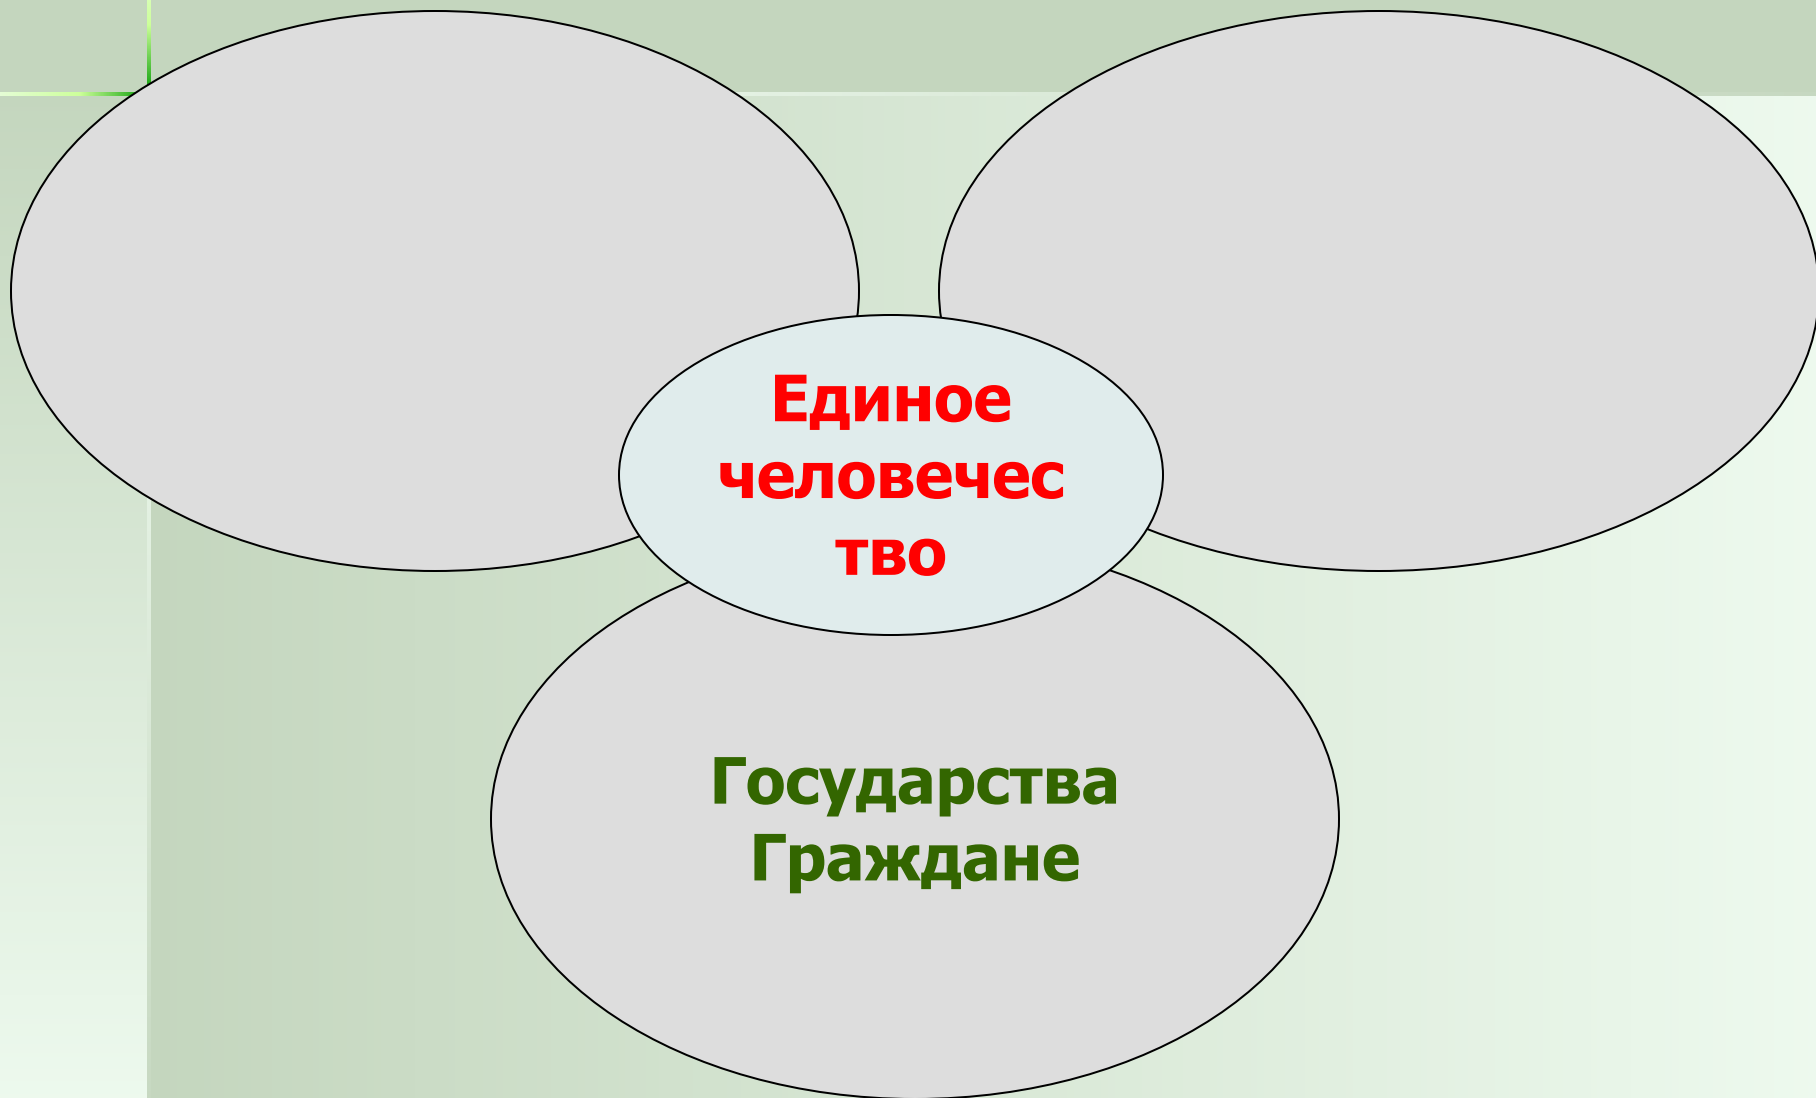 Единое
человечес
тво
Государства
Граждане